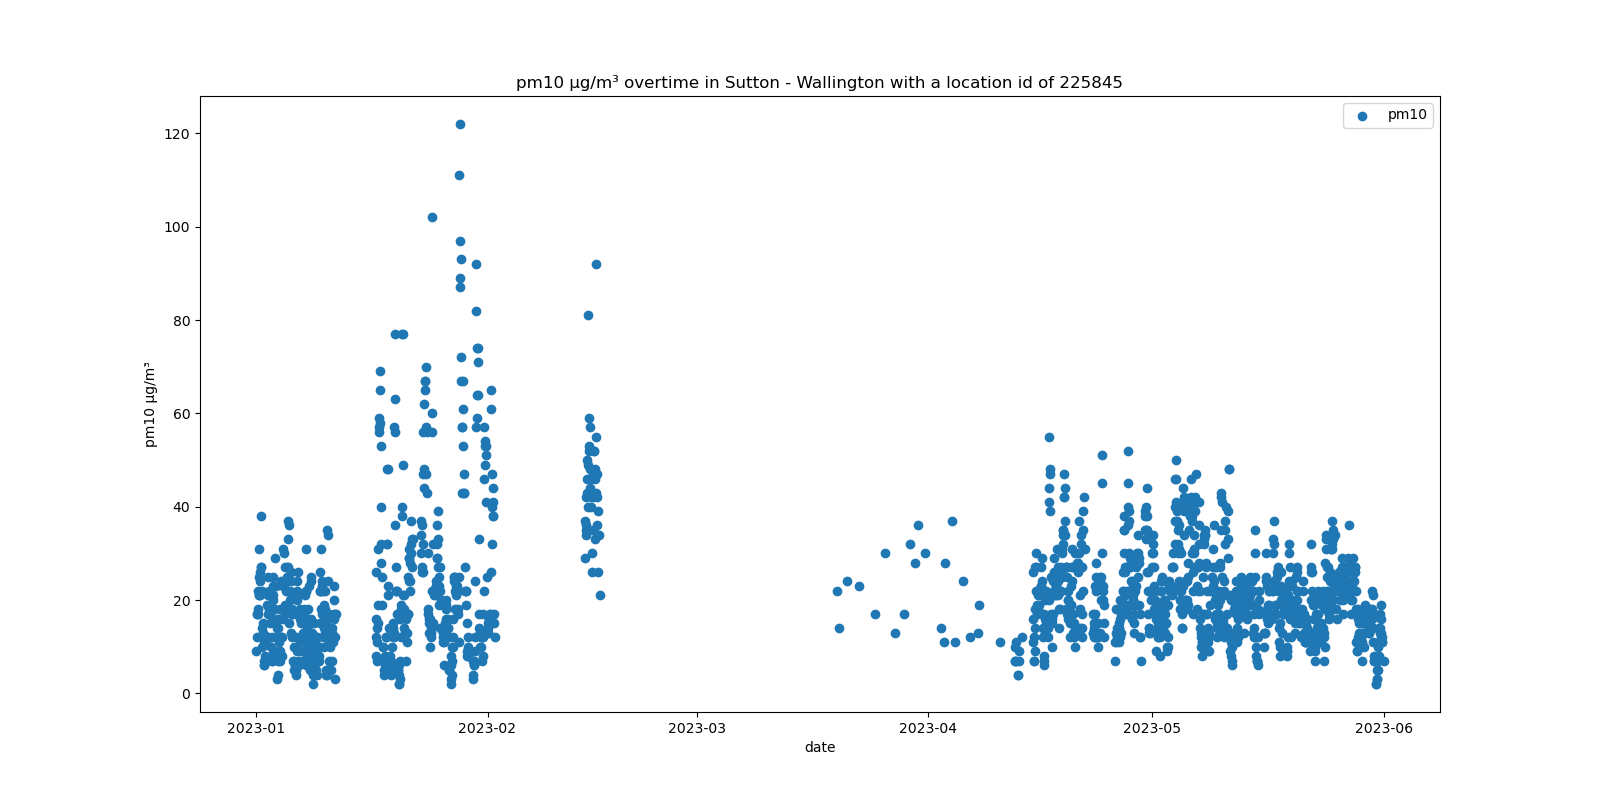 pm10 μg/m³ overtime in Sutton - Wallington with a location id of 225845
pm10
120
100
80
60
40
20
0
pm10 μg/m³
2023-01 2023-02 2023-03 2023-04 2023-05 2023-06
date